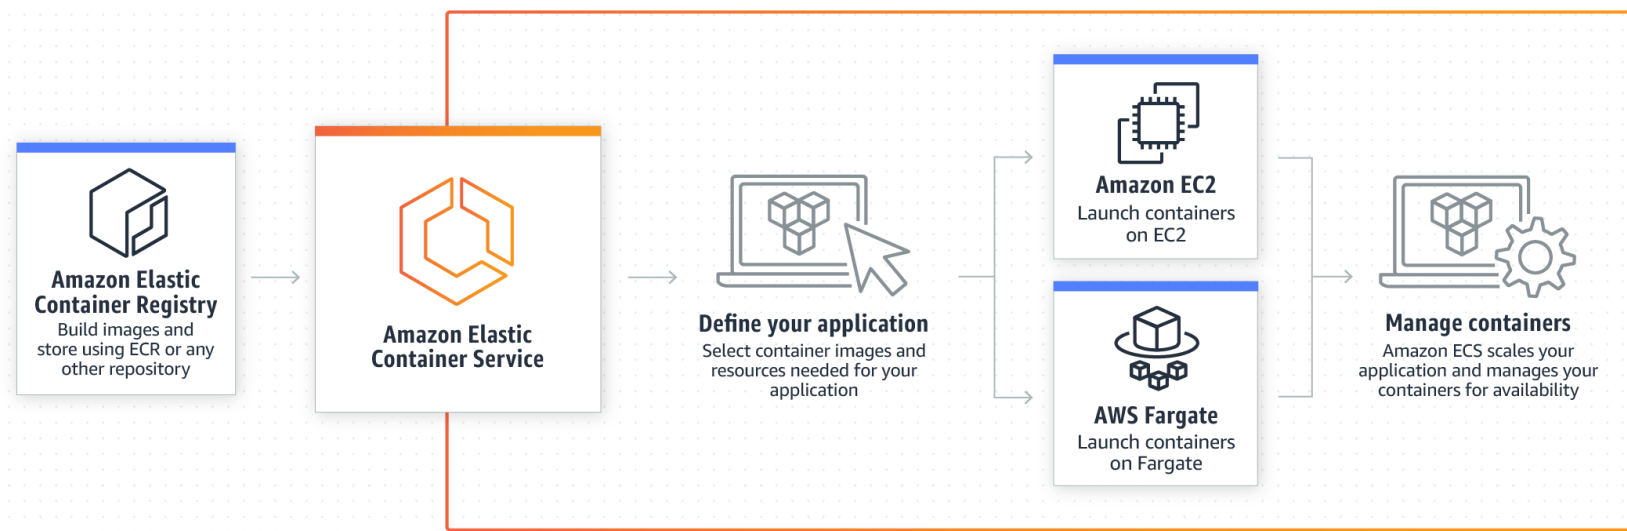 Amazon Elastic
Container Registry
Build images and
store using ECR or any
other repository
Amazon Elastic
Container Service
Define your application
Select container images and
resources needed for your
application
Amazon EC2
Launch containers
on EC2
AWS Fargate
Launch containers
on Fargate
Manage containers
Amazon ECS scales your
application and manages your
containers for availability